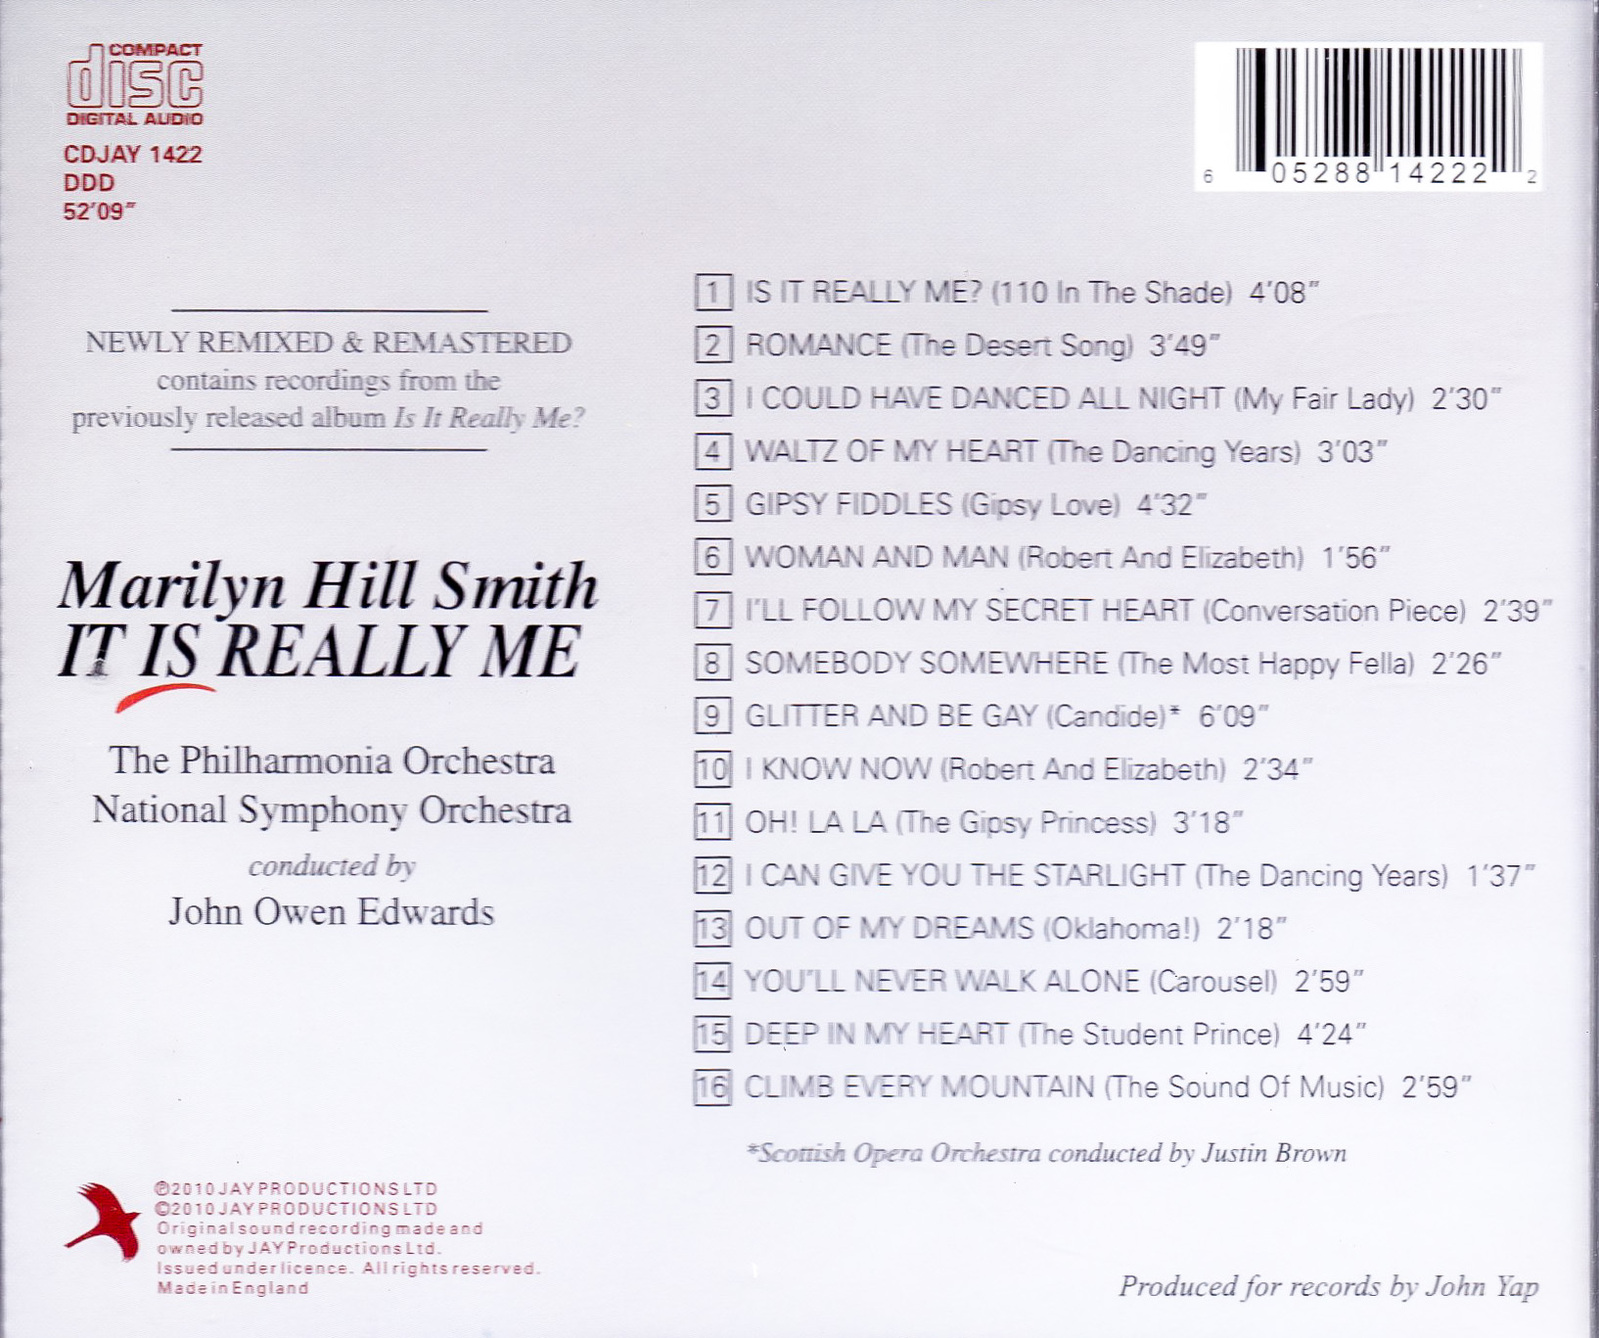 COMPACT
disc
DIGITAL AUDIO
CDJAY 1422
DDD
52'09"
6 05288 14222 2
NEWLY REMIXED & REMASTERED
contains recordings from the
previously released album Is It Really Me?
Marilyn Hill Smith
IT IS REALLY ME
The Philharmonia Orchestra
National Symphony Orchestra
conducted by
John Owen Edwards
1 IS IT REALLY ME? (110 In The Shade) 4'08"
2 ROMANCE (The Desert Song) 3'49"
3 I COULD HAVE DANCED ALL NIGHT (My Fair Lady) 2'30"
4 WALTZ OF MY HEART (The Dancing Years) 3'03"
5 GIPSY FIDDLES (Gipsy Love) 4'32"
6 WOMAN AND MAN (Robert And Elizabeth) 1'56"
7 I'LL FOLLOW MY SECRET HEART (Conversation Piece) 2'39"
8 SOMEBODY SOMEWHERE (The Most Happy Fella) 2'26"
9 GLITTER AND BE GAY (Candide)* 6'09"
10 I KNOW NOW (Robert And Elizabeth) 2'34"
11 OH! LA LA (The Gipsy Princess) 3'18"
12 I CAN GIVE YOU THE STARLIGHT (The Dancing Years) 1'37"
13 OUT OF MY DREAMS (Oklahoma!) 2'18"
14 YOU'LL NEVER WALK ALONE (Carousel) 2'59"
15 DEEP IN MY HEART (The Student Prince) 4'24"
16 CLIMB EVERY MOUNTAIN (The Sound Of Music) 2'59"
*Scottish Opera Orchestra conducted by Justin Brown
℗2010 JAY PRODUCTIONS LTD
©2010 JAY PRODUCTIONS LTD
Original sound recording made and
owned by JAY Productions Ltd.
Issued under licence. All rights reserved.
Made in England
Produced for records by John Yap